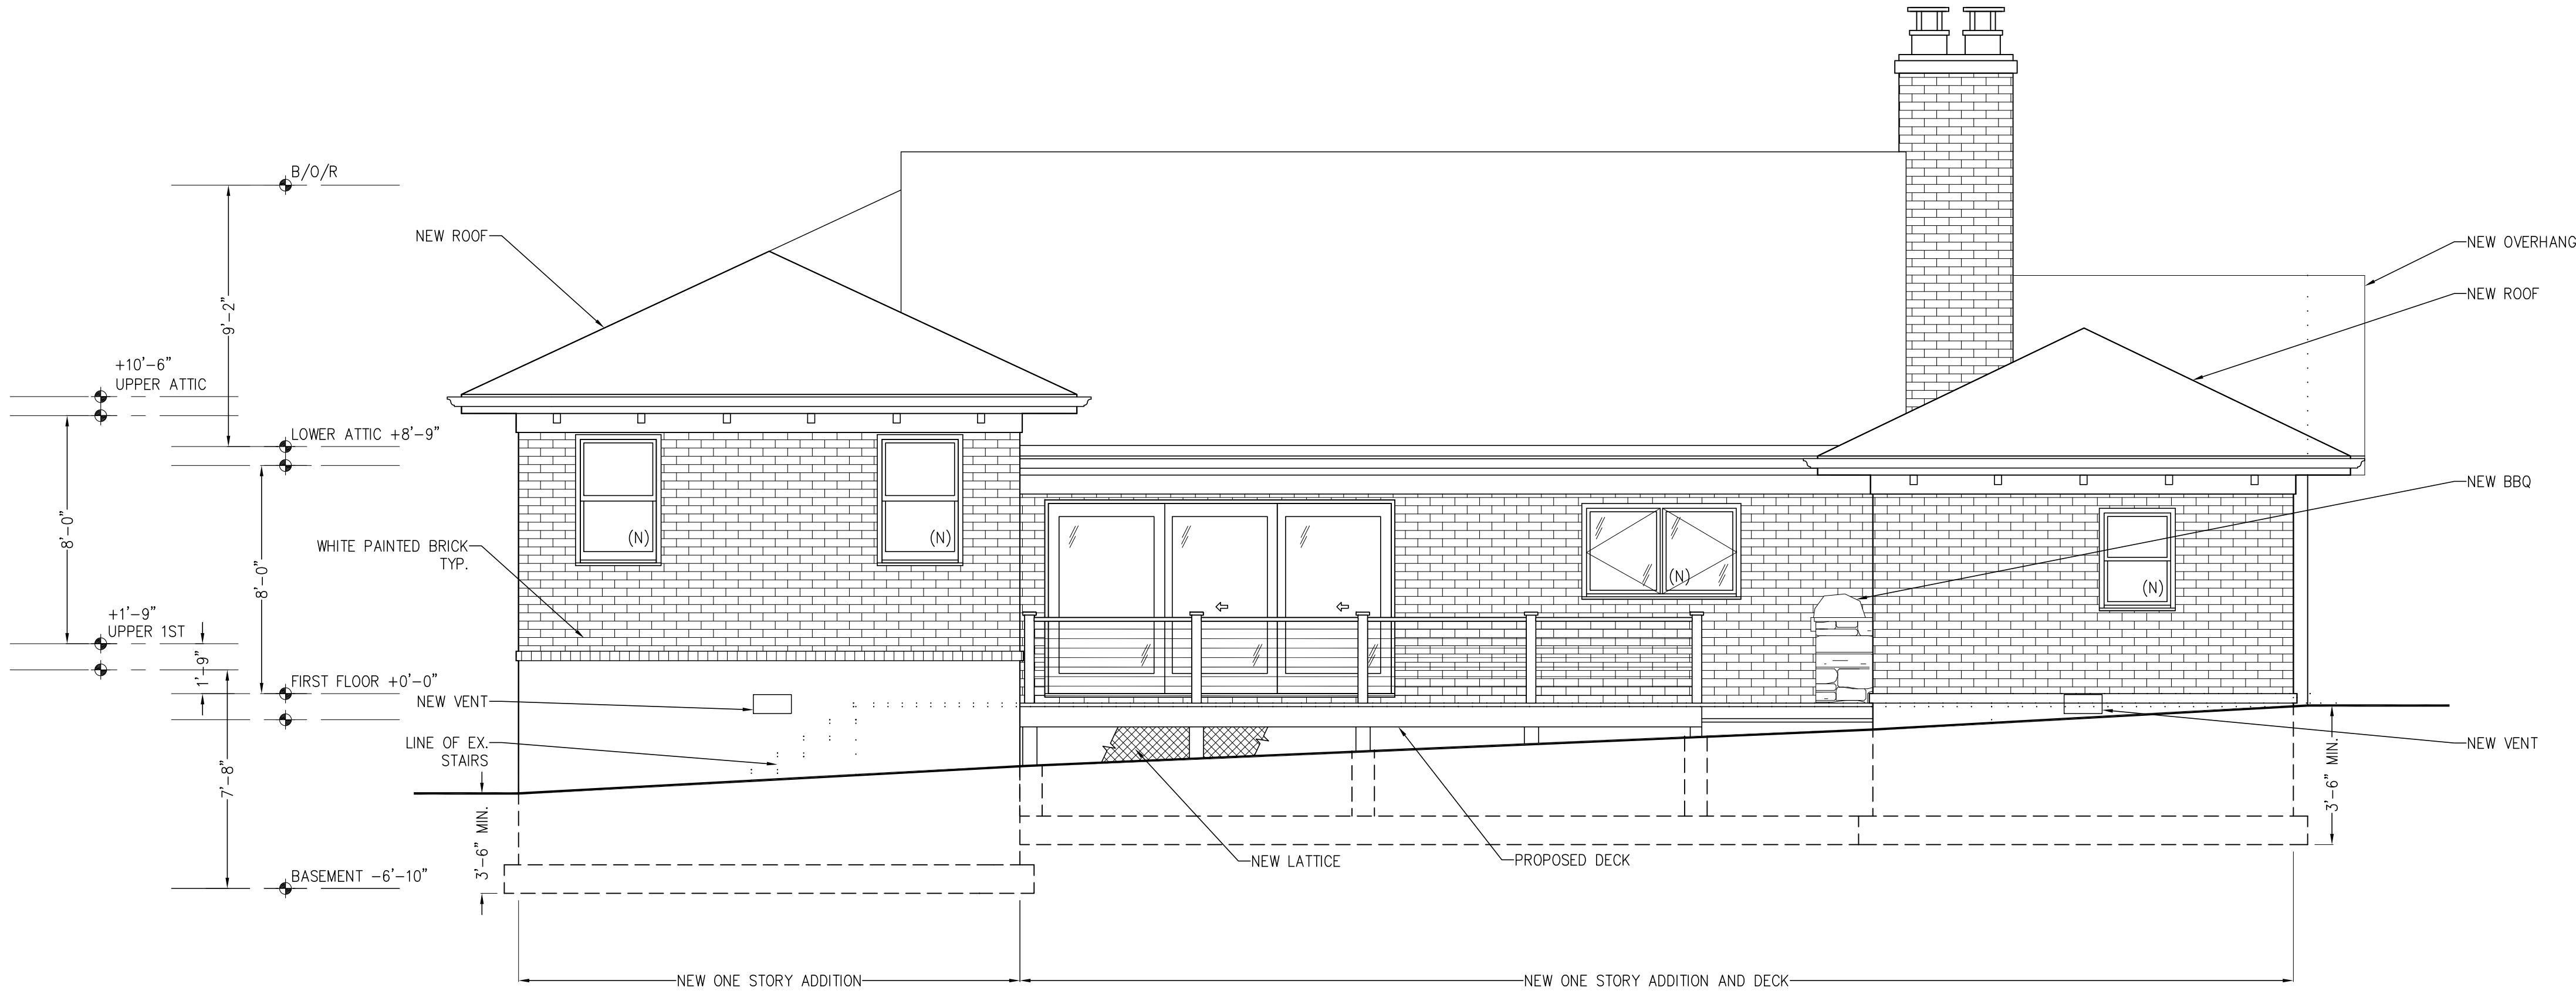 B/O/R
NEW ROOF
NEW OVERHANG
NEW ROOF
9'-2"
+10'-6"
UPPER ATTIC
LOWER ATTIC +8'-9"
NEW BBQ
8'-0"
(N)
(N)
(N)
(N)
WHITE PAINTED BRICK
TYP.
8'-0"
+1'-9"
UPPER 1ST
1'-9"
FIRST FLOOR +0'-0"
NEW VENT
LINE OF EX.
STAIRS
NEW VENT
7'-8"
3'-6" MIN.
3'-6" MIN.
NEW LATTICE
PROPOSED DECK
BASEMENT -6'-10"
NEW ONE STORY ADDITION
NEW ONE STORY ADDITION AND DECK